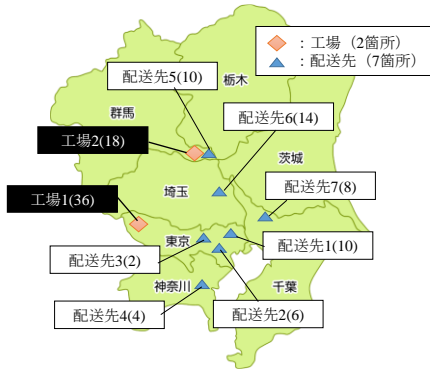 ：工場（2箇所）
：配送先（7箇所）
配送先5(10)
栃木
群馬
配送先6(14)
工場2(18)
茨城
埼玉
配送先7(8)
工場1(36)
東京
配送先3(2)
配送先1(10)
神奈川
千葉
配送先4(4)
配送先2(6)